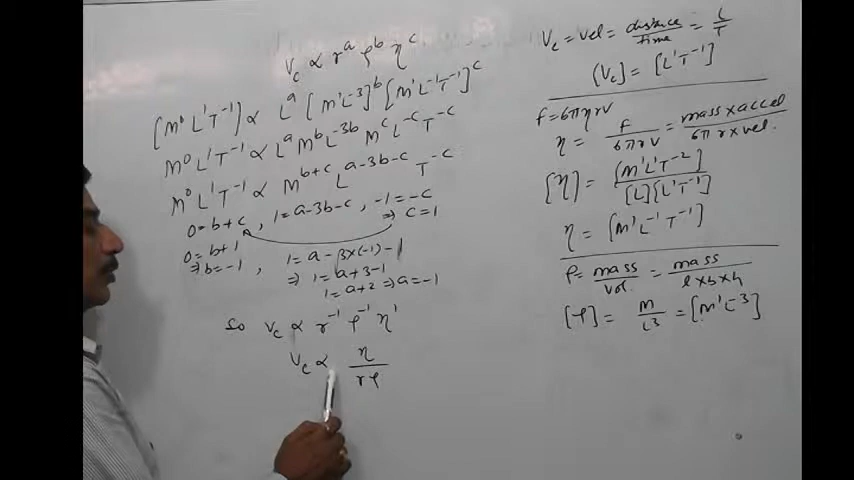 V_c ∝ r^a ρ^b η^c
[M^0 L^1 T^-1] ∝ L^a [M^1 L^-3]^b [M^1 L^-1 T^-1]^c
M^0 L^1 T^-1 ∝ L^a M^b L^-3b M^c L^-c T^-c
M^0 L^1 T^-1 ∝ M^b+c L^a-3b-c T^-c
0=b+c, 1=a-3b-c, -1=-c
⇒ c=1
0=b+1
⇒ b=-1, 1=a-3×(-1)-1
⇒ 1=a+3-1
1=a+2 ⇒ a=-1
So V_c ∝ r^-1 ρ^-1 η^1
V_c ∝ η/rρ
V_c = vel = distance/time = L/T
[V_c] = [L^1 T^-1]
F=6πηrV
η = F/6πrV = mass×accel/6πr×vel.
[η] = [M^1 L^1 T^-2]/[L][L^1 T^-1]
η = [M^1 L^-1 T^-1]
ρ = mass/vol. = mass/l×b×h
[ρ] = M/L^3 = [M^1 L^-3]